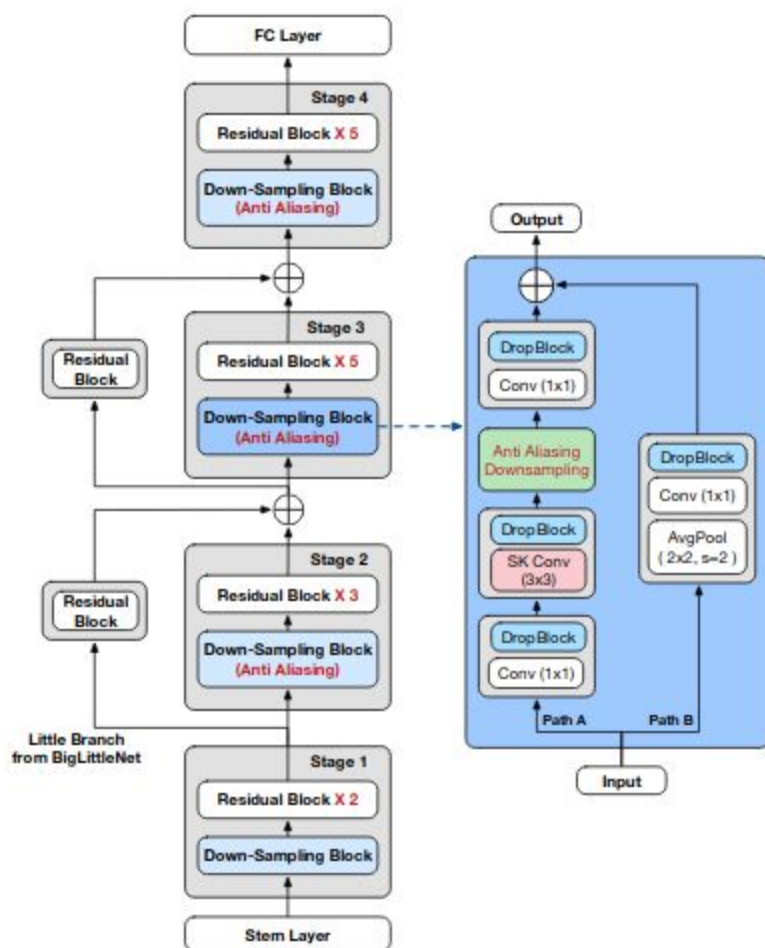 FC Layer
Stage 4
Residual Block X 5
Down-Sampling Block
(Anti Aliasing)
Stage 3
Residual Block X 5
Down-Sampling Block
(Anti Aliasing)
Residual
Block
Stage 2
Residual Block X 3
Down-Sampling Block
(Anti Aliasing)
Residual
Block
Little Branch
from BigLittleNet
Stage 1
Residual Block X 2
Down-Sampling Block
Stem Layer
Output
DropBlock
Conv (1x1)
Anti Aliasing
Downsampling
DropBlock
SK Conv
(3x3)
DropBlock
Conv (1x1)
Path A
DropBlock
Conv (1x1)
AvgPool
( 2x2, s=2 )
Path B
Input